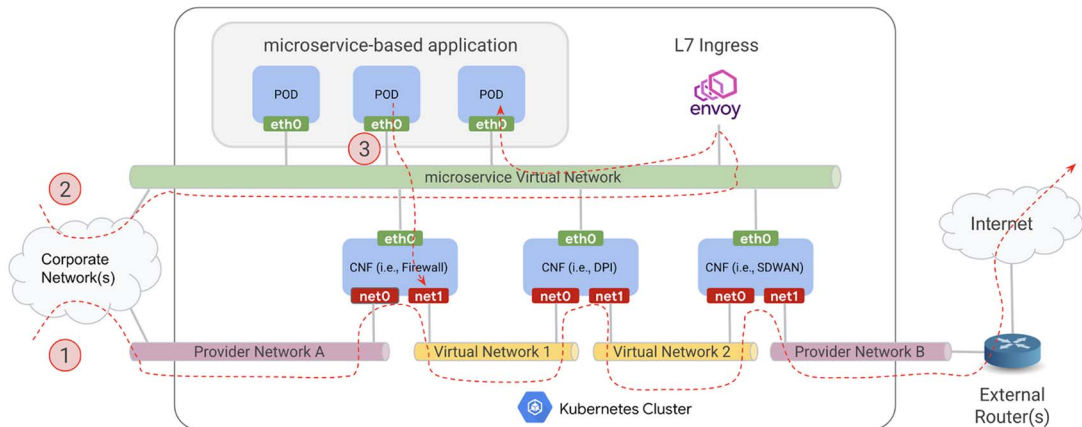 microservice-based application
L7 Ingress
POD
POD
POD
envoy
eth0
eth0
eth0
3
microservice Virtual Network
2
Corporate
Network(s)
eth0
eth0
eth0
Internet
CNF (i.e., Firewall)
CNF (i.e., DPI)
CNF (i.e., SDWAN)
net0
net1
net0
net1
net0
net1
1
Provider Network A
Virtual Network 1
Virtual Network 2
Provider Network B
External
Router(s)
Kubernetes Cluster